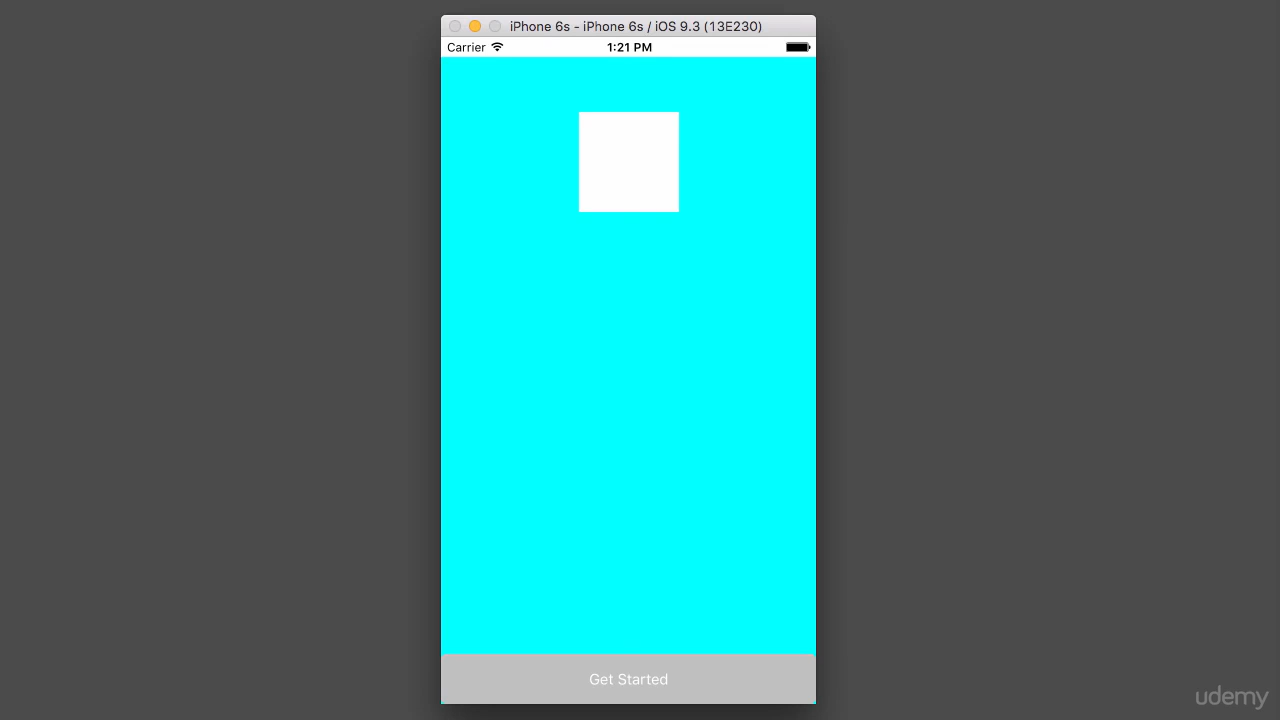 iPhone 6s - iPhone 6s / iOS 9.3 (13E230)
Carrier 1:21 PM
Get Started
udemy